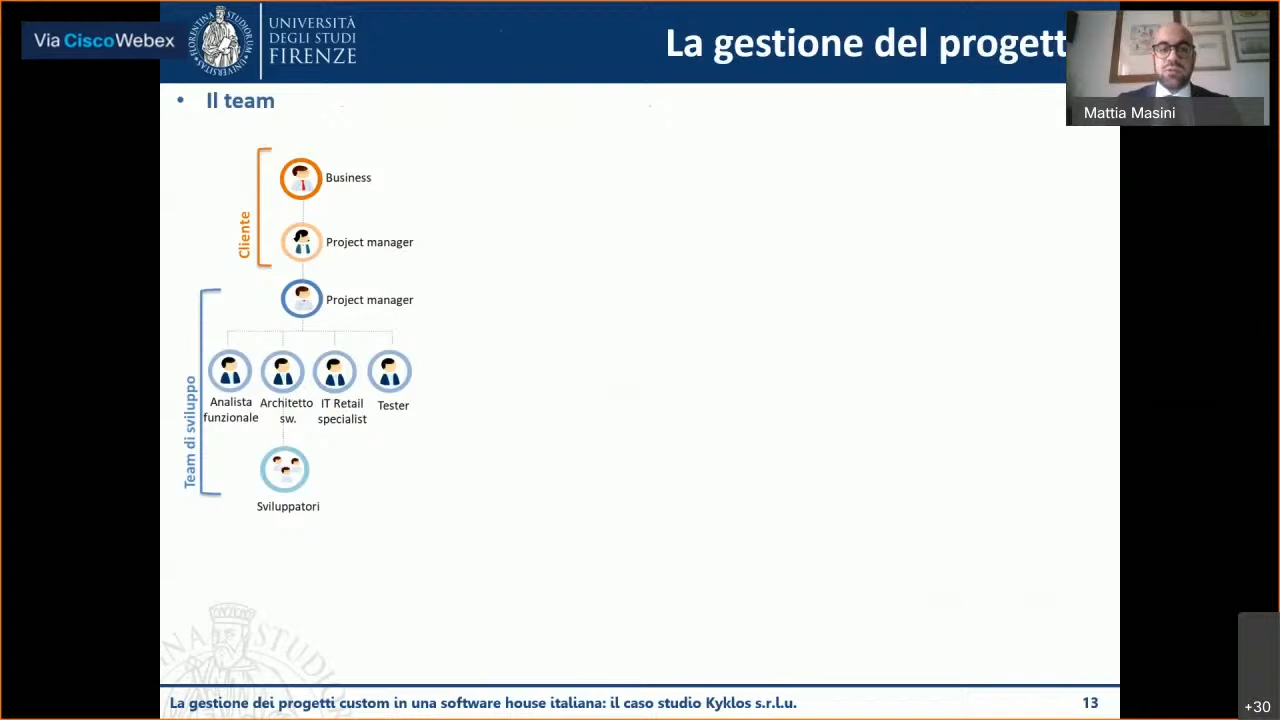 Via CiscoWebex
UNIVERSITÀ
DEGLI STUDI
FIRENZE
La gestione del progett
Mattia Masini
• Il team
Cliente
Business
Project manager
Project manager
Team di sviluppo
Analista
funzionale
Architetto
sw.
IT Retail
specialist
Tester
Sviluppatori
La gestione dei progetti custom in una software house italiana: il caso studio Kyklos s.r.l.u.
13
+30